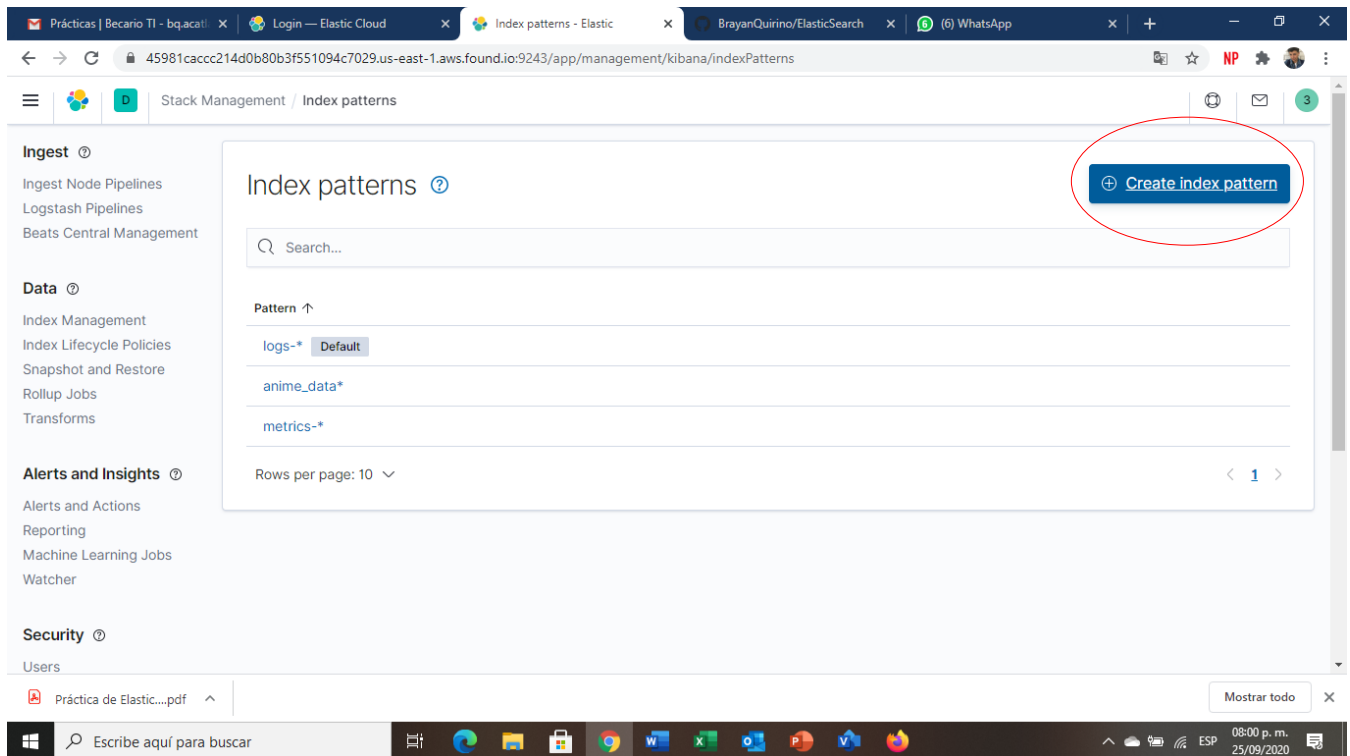 Prácticas | Becario TI - bq.acatl
Login — Elastic Cloud
Index patterns - Elastic
BrayanQuirino/ElasticSearch
6
(6) WhatsApp
45981caccc214d0b80b3f551094c7029.us-east-1.aws.found.io:9243/app/management/kibana/indexPatterns
NP
D
Stack Management / Index patterns
3
Ingest
Ingest Node Pipelines
Logstash Pipelines
Beats Central Management
Data
Index Management
Index Lifecycle Policies
Snapshot and Restore
Rollup Jobs
Transforms
Alerts and Insights
Alerts and Actions
Reporting
Machine Learning Jobs
Watcher
Security
Users
Index patterns
Create index pattern
Search...
Pattern
logs-* Default
anime_data*
metrics-*
Rows per page: 10
1
Práctica de Elastic....pdf
Mostrar todo
Escribe aquí para buscar
ESP
08:00 p. m.
25/09/2020